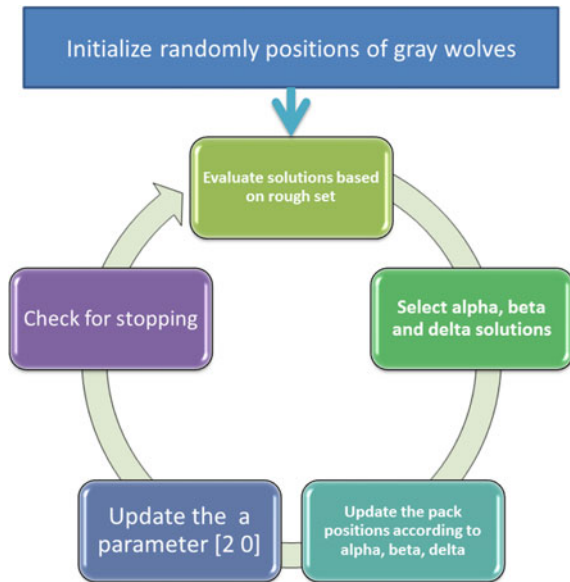 Initialize randomly positions of gray wolves
Evaluate solutions based
on rough set
Select alpha, beta
and delta solutions
Update the pack
positions according to
alpha, beta, delta
Update the  a
parameter [2 0]
Check for stopping